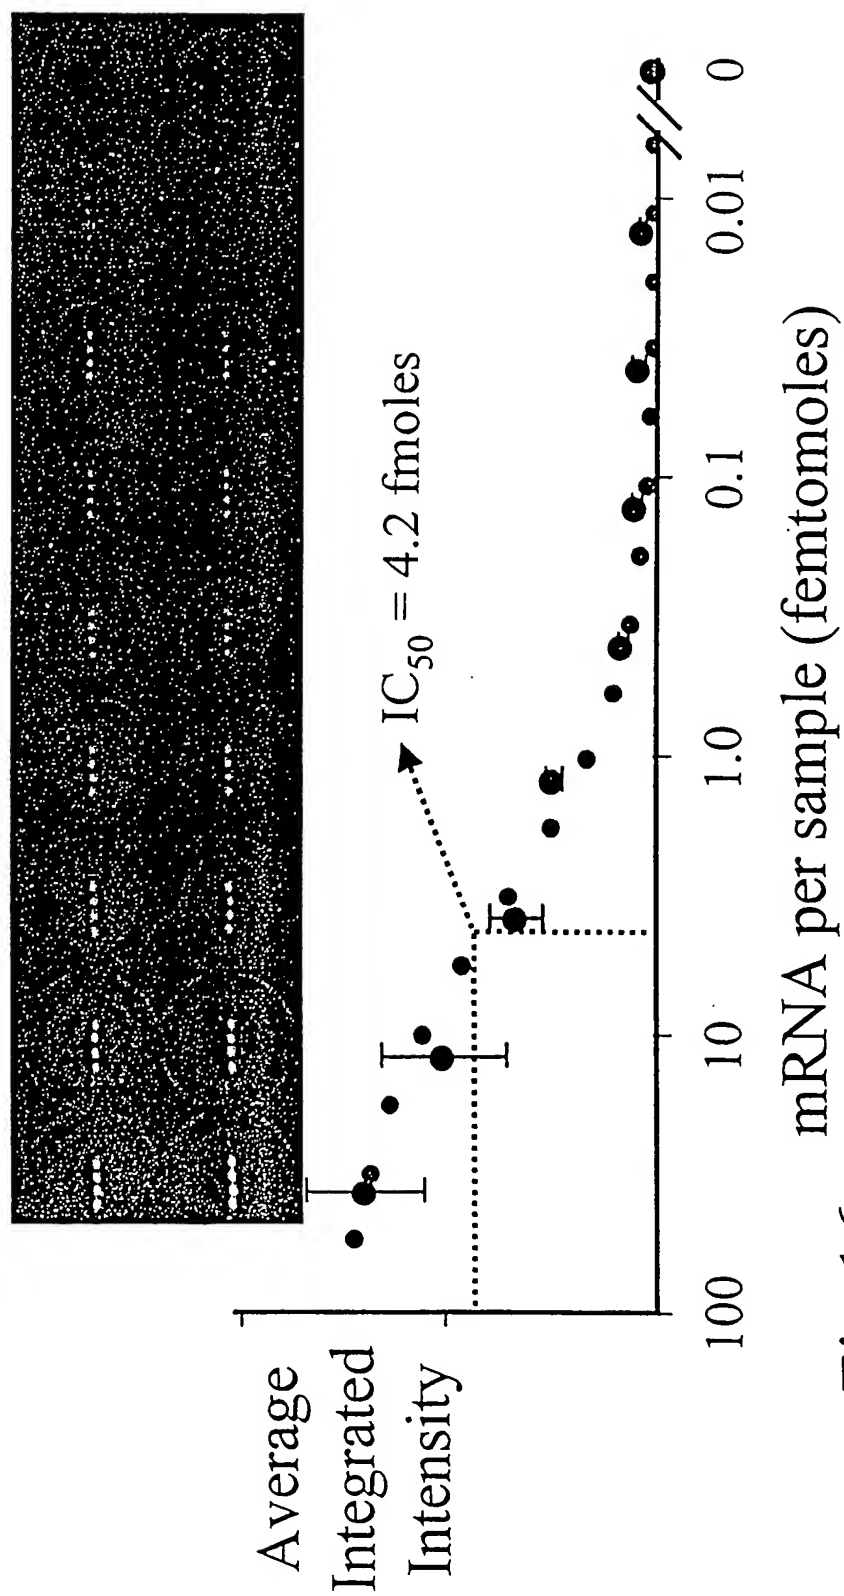 Average
Integrated
Intensity
IC50 = 4.2 fmoles
100 10 1.0 0.1 0.01 0
mRNA per sample (femtomoles)